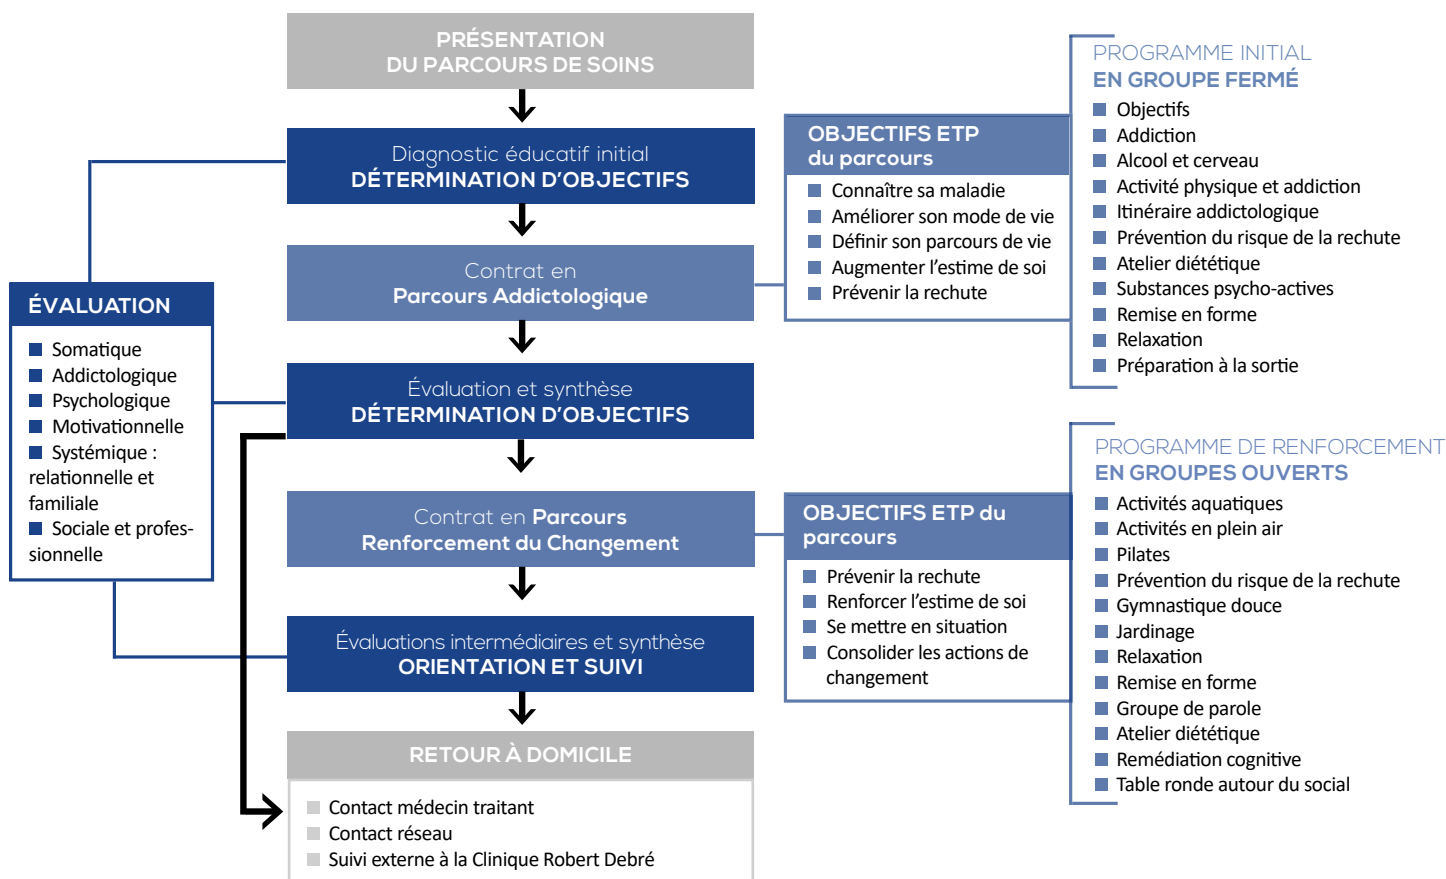 PRÉSENTATION
DU PARCOURS DE SOINS
Diagnostic éducatif initial
DÉTERMINATION D'OBJECTIFS
Contrat en
Parcours Addictologique
Évaluation et synthèse
DÉTERMINATION D'OBJECTIFS
Contrat en Parcours
Renforcement du Changement
Évaluations intermédiaires et synthèse
ORIENTATION ET SUIVI
RETOUR À DOMICILE
Contact médecin traitant
Contact réseau
Suivi externe à la Clinique Robert Debré
ÉVALUATION
Somatique
Addictologique
Psychologique
Motivationnelle
Systémique :
relationnelle et
familiale
Sociale et profes-
sionnelle
OBJECTIFS ETP
du parcours
Connaître sa maladie
Améliorer son mode de vie
Définir son parcours de vie
Augmenter l'estime de soi
Prévenir la rechute
PROGRAMME INITIAL
EN GROUPE FERMÉ
Objectifs
Addiction
Alcool et cerveau
Activité physique et addiction
Itinéraire addictologique
Prévention du risque de la rechute
Atelier diététique
Substances psycho-actives
Remise en forme
Relaxation
Préparation à la sortie
OBJECTIFS ETP du
parcours
Prévenir la rechute
Renforcer l'estime de soi
Se mettre en situation
Consolider les actions de
changement
PROGRAMME DE RENFORCEMENT
EN GROUPES OUVERTS
Activités aquatiques
Activités en plein air
Pilates
Prévention du risque de la rechute
Gymnastique douce
Jardinage
Relaxation
Remise en forme
Groupe de parole
Atelier diététique
Remédiation cognitive
Table ronde autour du social